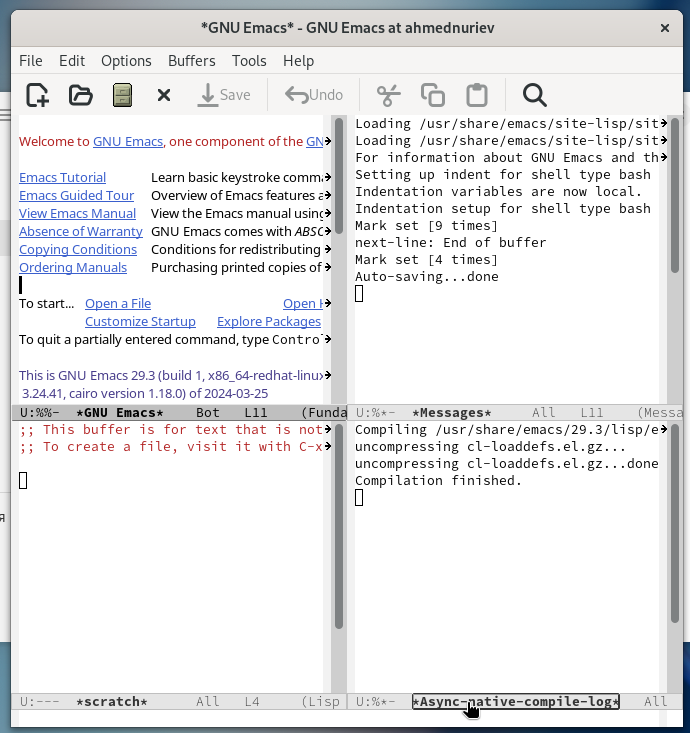 *GNU Emacs* - GNU Emacs at ahmednuriev
File Edit Options Buffers Tools Help
Save Undo
Welcome to GNU Emacs, one component of the GN
Emacs Tutorial Learn basic keystroke comm
Emacs Guided Tour Overview of Emacs features a
View Emacs Manual View the Emacs manual using
Absence of Warranty GNU Emacs comes with ABSO
Copying Conditions Conditions for redistributing
Ordering Manuals Purchasing printed copies of
To start... Open a File Open H
Customize Startup Explore Packages
To quit a partially entered command, type Contro
This is GNU Emacs 29.3 (build 1, x86_64-redhat-linux
3.24.41, cairo version 1.18.0) of 2024-03-25
U:%%- *GNU Emacs* Bot L11 (Funda
Loading /usr/share/emacs/site-lisp/sit
Loading /usr/share/emacs/site-lisp/sit
For information about GNU Emacs and th
Setting up indent for shell type bash
Indentation variables are now local.
Indentation setup for shell type bash
Mark set [9 times]
next-line: End of buffer
Mark set [4 times]
Auto-saving...done
U:%*- *Messages* All L11 (Messa
;; This buffer is for text that is not
;; To create a file, visit it with C-x
U:--- *scratch* All L4 (Lisp
Compiling /usr/share/emacs/29.3/lisp/e
uncompressing cl-loaddefs.el.gz...
uncompressing cl-loaddefs.el.gz...done
Compilation finished.
U:%*- *Async-native-compile-log* All
я